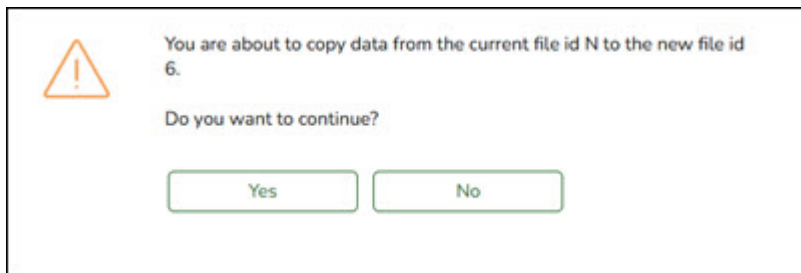 You are about to copy data from the current file id N to the new file id
6.
Do you want to continue?
Yes
No